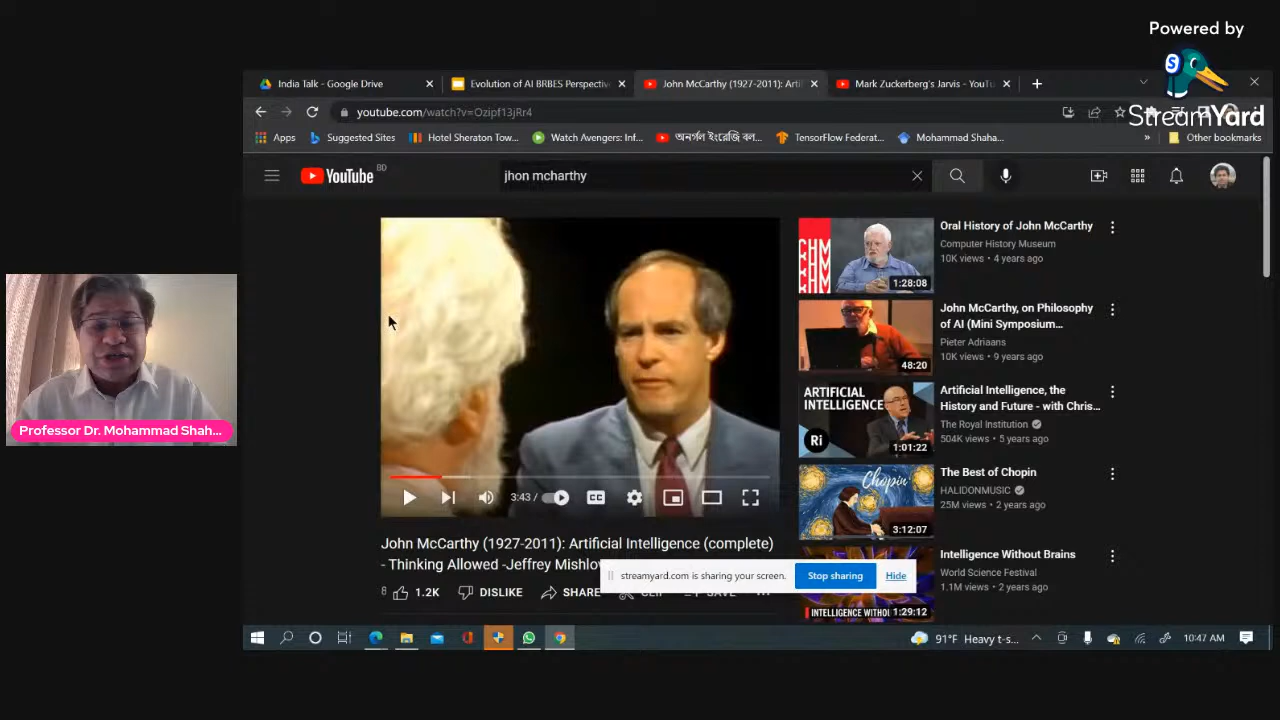 Powered by
StreamYard
India Talk - Google Drive
Evolution of AI BRBES Perspectiv
John McCarthy (1927-2011): Arti
Mark Zuckerberg's Jarvis - YouTu
youtube.com/watch?v=Ozipf13jRr4
Apps
Suggested Sites
Hotel Sheraton Tow...
Watch Avengers: Inf...
অনর্গল ইংরেজি বল...
TensorFlow Federat...
Mohammad Shaha...
»
Other bookmarks
YouTube
BD
jhon mcharthy
Oral History of John McCarthy
Computer History Museum
10K views • 4 years ago
CHM
1:28:08
John McCarthy, on Philosophy
of AI (Mini Symposium...
Pieter Adriaans
10K views • 9 years ago
48:20
ARTIFICIAL
INTELLIGENCE
Ri
1:01:22
Artificial Intelligence, the
History and Future - with Chris...
The Royal Institution
504K views • 5 years ago
Chopin
3:12:07
The Best of Chopin
HALIDONMUSIC
25M views • 2 years ago
Intelligence Without Brains
World Science Festival
1.1M views • 2 years ago
1:29:12
3:43 /
CC
John McCarthy (1927-2011): Artificial Intelligence (complete)
- Thinking Allowed -Jeffrey Mishlov
streamyard.com is sharing your screen.
Stop sharing
Hide
8
1.2K
DISLIKE
SHARE
Professor Dr. Mohammad Shah...
91°F Heavy t-s...
10:47 AM